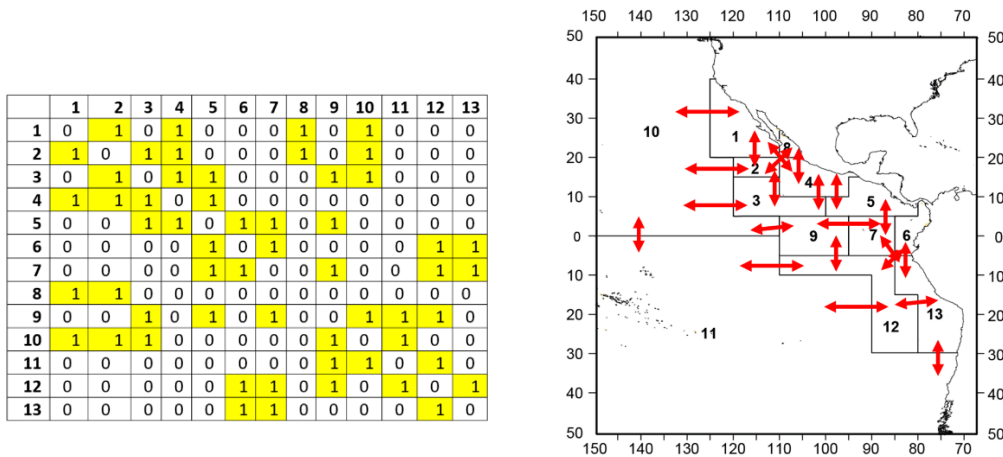 1 2 3 4 5 6 7 8 9 10 11 12 13
1 0 1 0 1 0 0 0 1 0 1 0 0 0
2 1 0 1 1 0 0 0 1 0 1 0 0 0
3 0 1 0 1 1 0 0 0 1 1 0 0 0
4 1 1 1 0 1 0 0 0 0 0 0 0 0
5 0 0 1 1 0 1 1 0 1 0 0 0 0
6 0 0 0 0 1 0 1 0 0 0 0 1 1
7 0 0 0 0 1 1 0 0 1 0 0 1 1
8 1 1 0 0 0 0 0 0 0 0 0 0 0
9 0 0 1 0 1 0 1 0 0 1 1 1 0
10 1 1 1 0 0 0 0 0 1 0 1 0 0
11 0 0 0 0 0 0 0 0 1 1 0 1 0
12 0 0 0 0 0 1 1 0 1 0 1 0 1
13 0 0 0 0 0 1 1 0 0 0 0 1 0
150 140 130 120 110 100 90 80 70
50 50
40 40
30 10 1 30
8
20 2 20
4
10 3 5 10
0 9 7 6 0
10 10
20 13 20
11 12
30 30
40 40
50 50
150 140 130 120 110 100 90 80 70